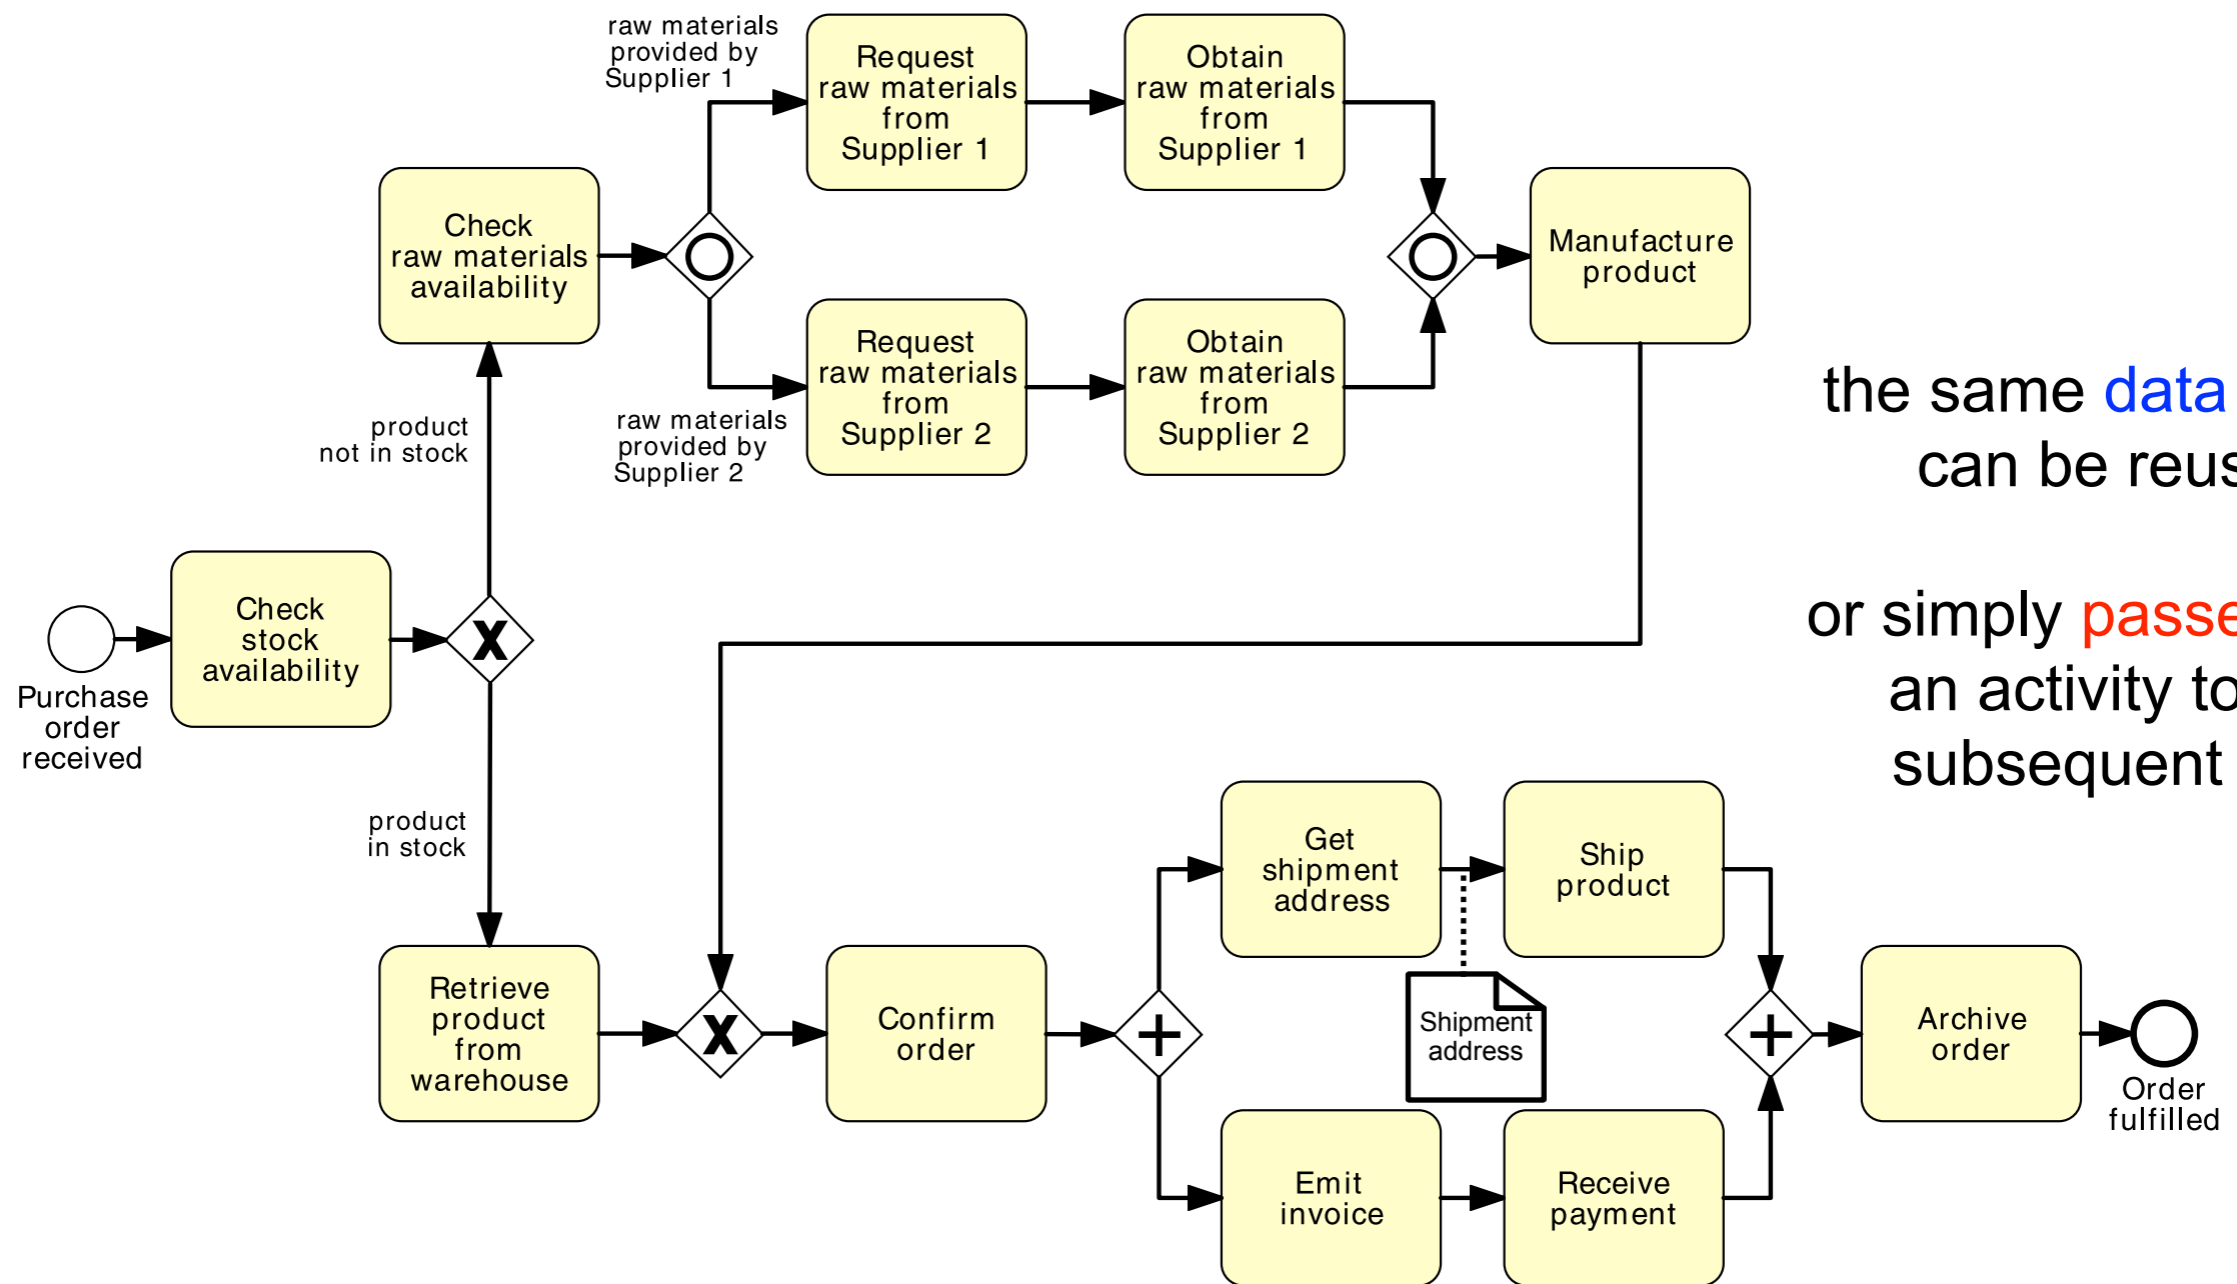 raw materials
provided by
Supplier 1
Request
raw materials
from
Supplier 1
Obtain
raw materials
from
Supplier 1
Check
raw materials
availability
Manufacture
product
Request
raw materials
from
Supplier 2
Obtain
raw materials
from
Supplier 2
raw materials
provided by
Supplier 2
product
not in stock
the same data
can be reus
or simply passe
an activity to
subsequent
Purchase
order
received
Check
stock
availability
X
product
in stock
Retrieve
product
from
warehouse
X
Confirm
order
Get
shipment
address
Ship
product
Shipment
address
Emit
invoice
Receive
payment
Archive
order
Order
fulfilled